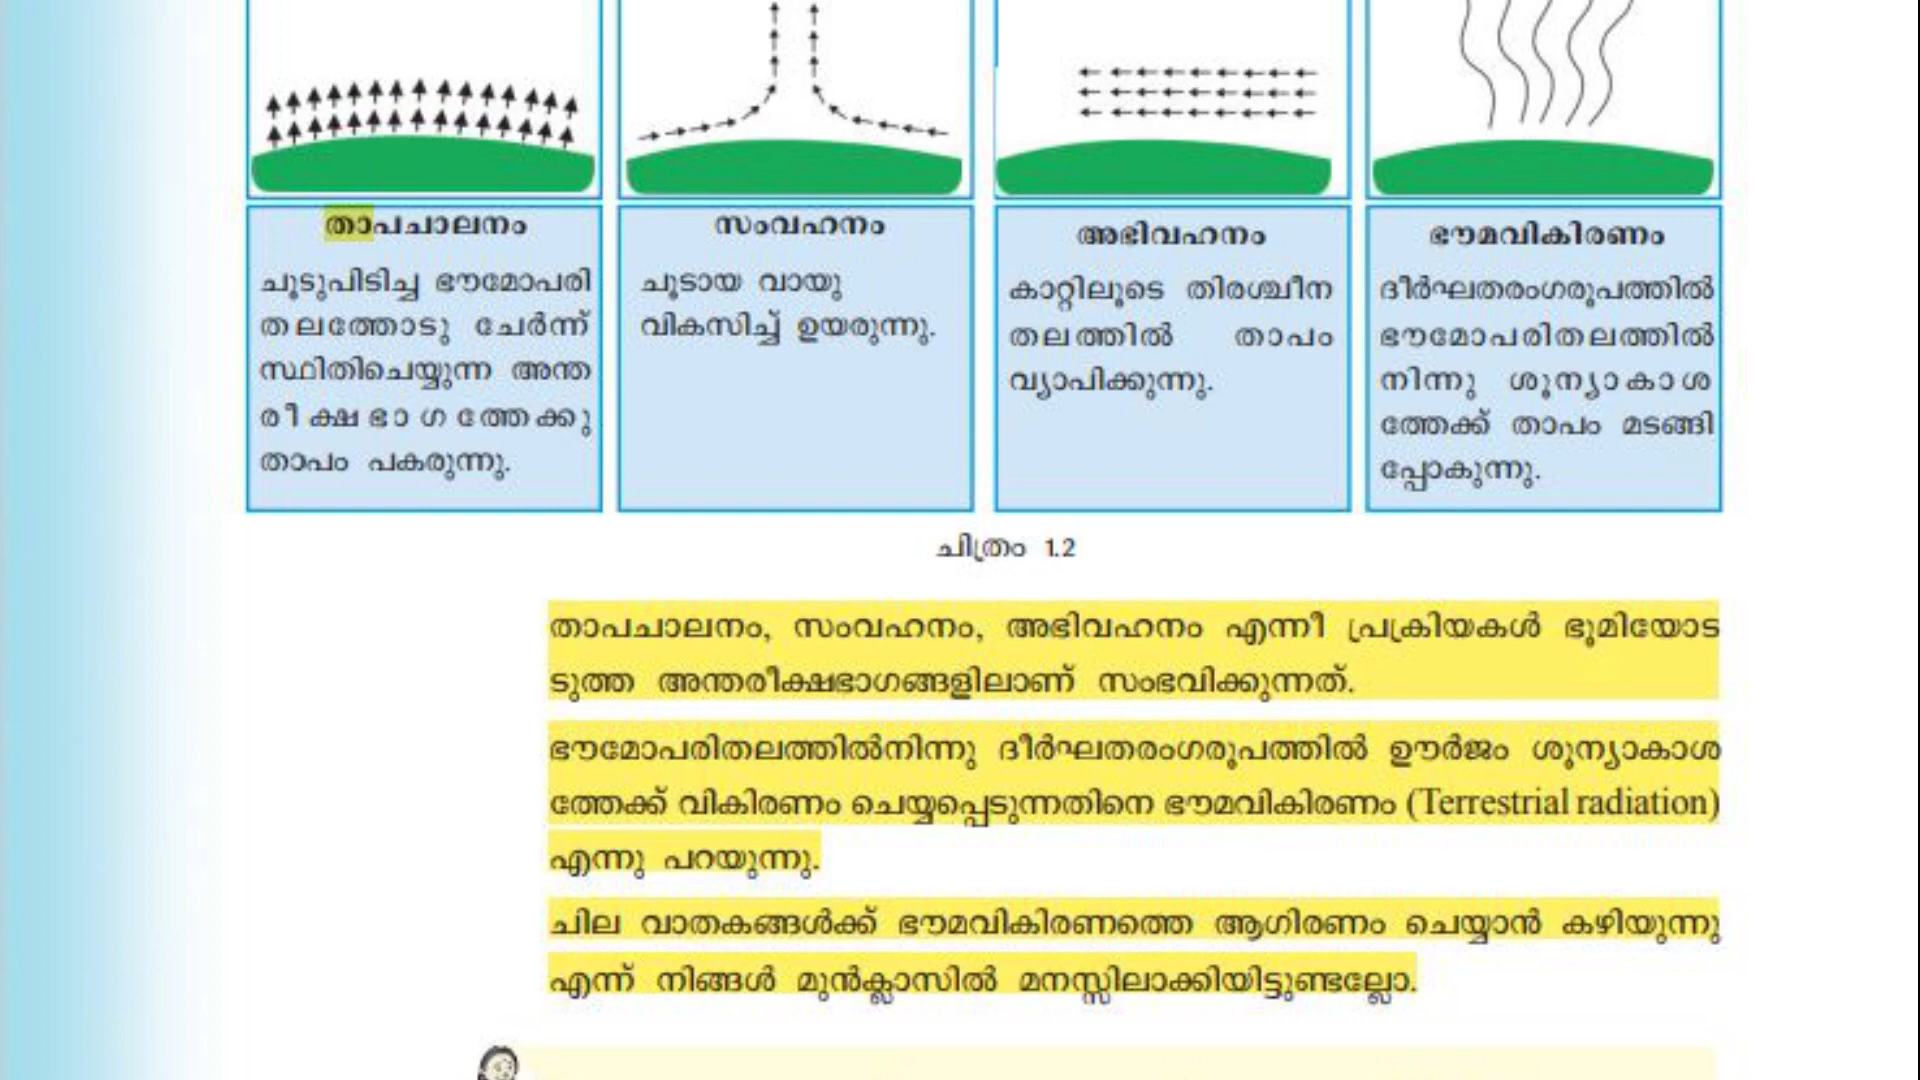 താപചാലനം
ചൂടുപിടിച്ച ഭൗമോപരി
തലത്തോടു ചേർന്ന്
സ്ഥിതിചെയ്യുന്ന അന്ത
രീക്ഷഭാഗത്തേക്കു
താപം പകരുന്നു.
സംവഹനം
ചൂടായ വായു
വികസിച്ച് ഉയരുന്നു.
അഭിവഹനം
കാറ്റിലൂടെ തിരശ്ചീന
തലത്തിൽ താപം
വ്യാപിക്കുന്നു.
ഭൗമവികിരണം
ദീർഘതരംഗരൂപത്തിൽ
ഭൗമോപരിതലത്തിൽ
നിന്നു ശൂന്യാകാശ
ത്തേക്ക് താപം മടങ്ങി
പ്പോകുന്നു.
ചിത്രം 1.2
താപചാലനം, സംവഹനം, അഭിവഹനം എന്നീ പ്രക്രിയകൾ ഭൂമിയോട
ടുത്ത അന്തരീക്ഷഭാഗങ്ങളിലാണ് സംഭവിക്കുന്നത്.
ഭൗമോപരിതലത്തിൽനിന്നു ദീർഘതരംഗരൂപത്തിൽ ഊർജം ശൂന്യാകാശ
ത്തേക്ക് വികിരണം ചെയ്യപ്പെടുന്നതിനെ ഭൗമവികിരണം (Terrestrial radiation)
എന്നു പറയുന്നു.
ചില വാതകങ്ങൾക്ക് ഭൗമവികിരണത്തെ ആഗിരണം ചെയ്യാൻ കഴിയുന്നു
എന്ന് നിങ്ങൾ മുൻക്ലാസിൽ മനസ്സിലാക്കിയിട്ടുണ്ടല്ലോ.